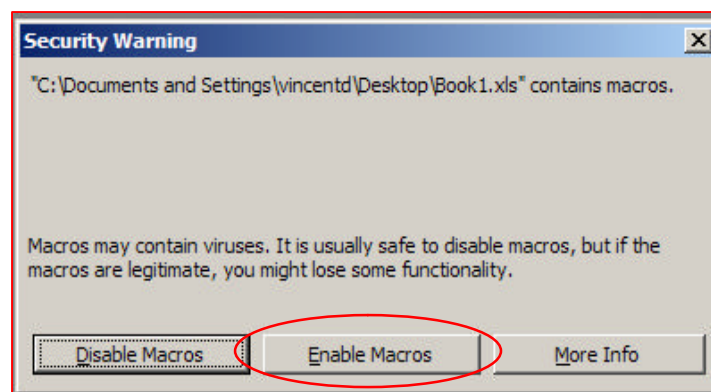 Security Warning
"C:\Documents and Settings\vincentd\Desktop\Book1.xls" contains macros.
Macros may contain viruses. It is usually safe to disable macros, but if the
macros are legitimate, you might lose some functionality.
Disable Macros Enable Macros More Info